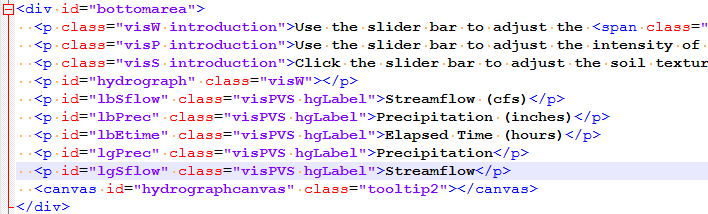 <div id="bottomarea">
<p class="visW introduction">Use the slider bar to adjust the <span class="
<p class="visP introduction">Use the slider bar to adjust the intensity of
<p class="visS introduction">Click the slider bar to adjust the soil textur
<p id="hydrograph" class="visW"></p>
<p id="lbSflow" class="visPVS hgLabel">Streamflow (cfs)</p>
<p id="lbPrec" class="visPVS hgLabel">Precipitation (inches)</p>
<p id="lbEtime" class="visPVS hgLabel">Elapsed Time (hours)</p>
<p id="lgPrec" class="visPVS hgLabel">Precipitation</p>
<p id="lgSflow" class="visPVS hgLabel">Streamflow</p>
<canvas id="hydrographcanvas" class="tooltip2"></canvas>
</div>